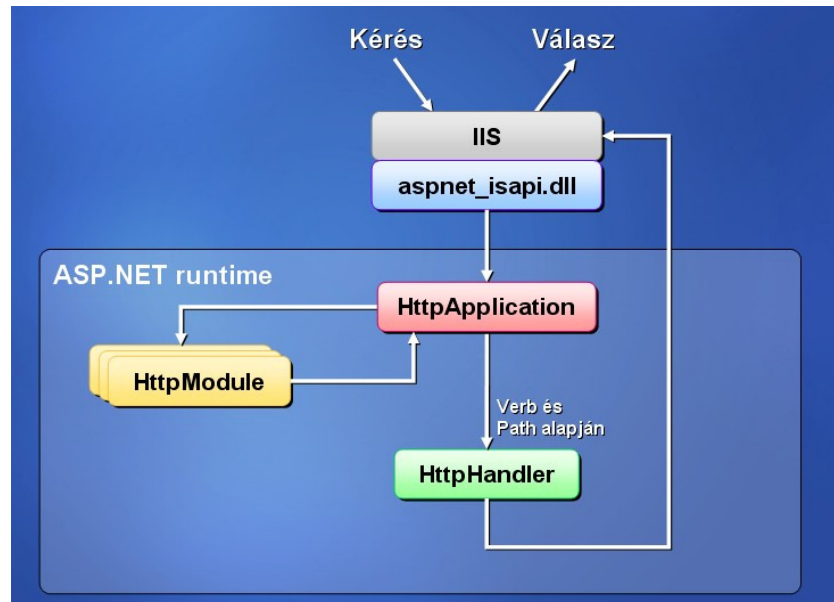 Kérés
Válasz
IIS
aspnet_isapi.dll
ASP.NET runtime
HttpApplication
HttpModule
Verb és
Path alapján
HttpHandler